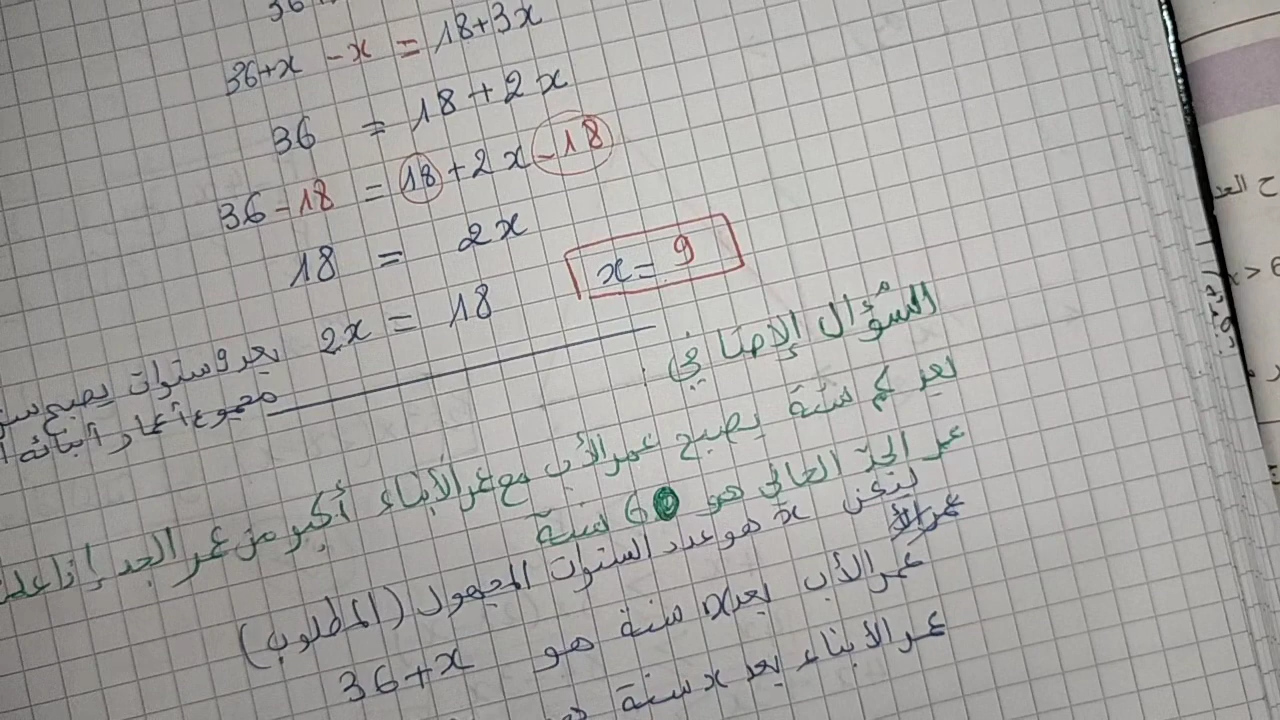 36+x -x = 18+3x
36 = 18+2x
36-18 = 18+2x-18
18 = 2x
2x = 18
x = 9
بعد 9 سنوات يصبح
مجموع أعمار أبنائه
السؤال الإضافي
بعد كم سنة يصبح عمر الأب مع عمر الأبناء أكبر من عمر الجد إذا
عمر الجدّ الحالي هو 60 سنة
ليكن x هو عدد السنوات المجهول (المطلوب)
عمر الأب بعد x سنة هو 36+x
عمر الأبناء بعد x سنة